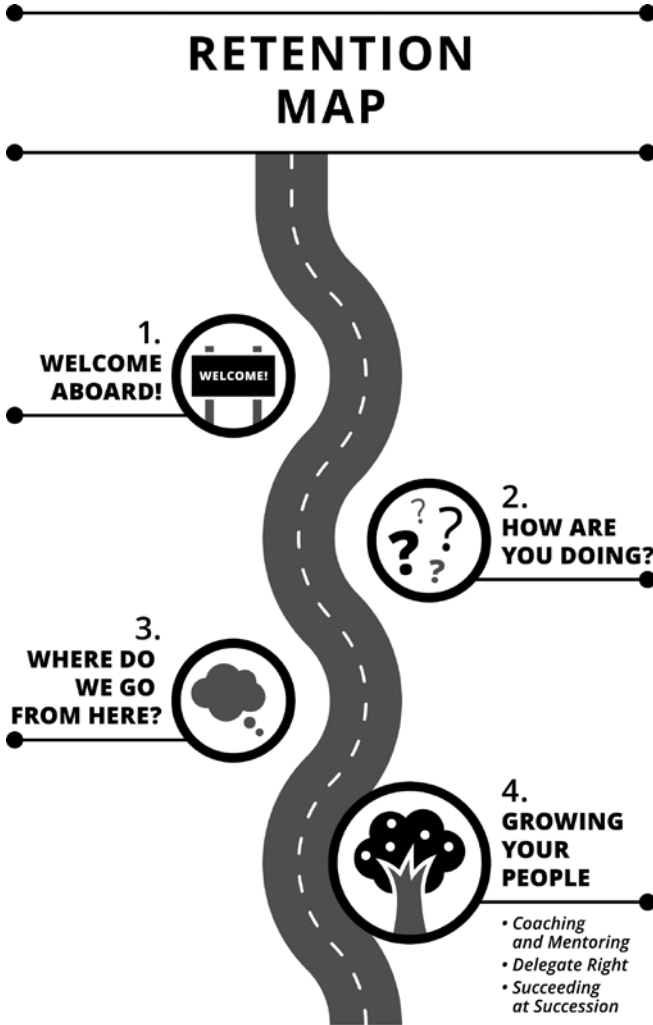 RETENTION
MAP
1.
WELCOME
ABOARD!
WELCOME!
2.
HOW ARE
YOU DOING?
? ? ? ?
3.
WHERE DO
WE GO
FROM HERE?
4.
GROWING
YOUR
PEOPLE
• Coaching
and Mentoring
• Delegate Right
• Succeeding
at Succession